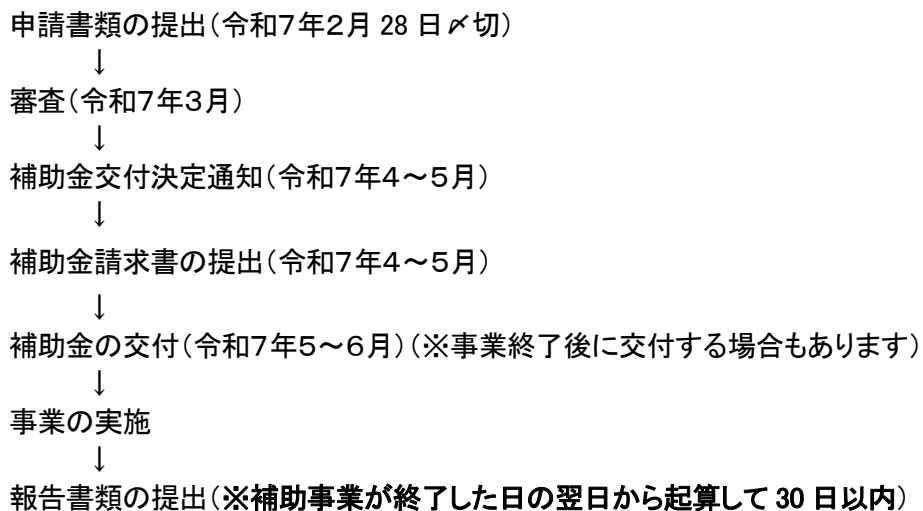 申請書類の提出（令和７年２月 28 日〆切）
↓
審査（令和７年３月）
↓
補助金交付決定通知（令和７年４～５月）
↓
補助金請求書の提出（令和７年４～５月）
↓
補助金の交付（令和７年５～６月）（※事業終了後に交付する場合もあります）
↓
事業の実施
↓
報告書類の提出（※補助事業が終了した日の翌日から起算して 30 日以内）